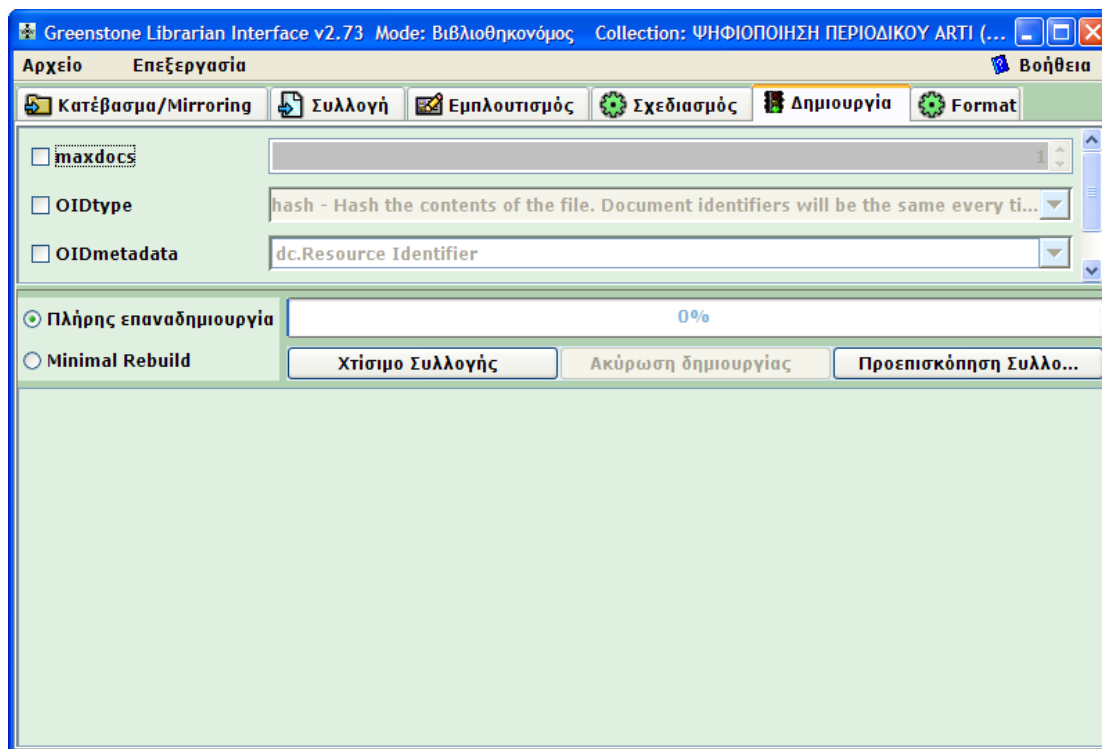 Greenstone Librarian Interface v2.73 Mode: Βιβλιοθηκονόμος Collection: ΨΗΦΙΟΠΟΙΗΣΗ ΠΕΡΙΟΔΙΚΟΥ ARTI (...
Αρχείο Επεξεργασία Βοήθεια
Κατέβασμα/Mirroring Συλλογή Εμπλουτισμός Σχεδιασμός Δημιουργία Format
maxdocs 1
OIDtype hash - Hash the contents of the file. Document identifiers will be the same every ti...
OIDmetadata dc.Resource Identifier
Πλήρης επαναδημιουργία 0%
Minimal Rebuild Χτίσιμο Συλλογής Ακύρωση δημιουργίας Προεπισκόπηση Συλλο...